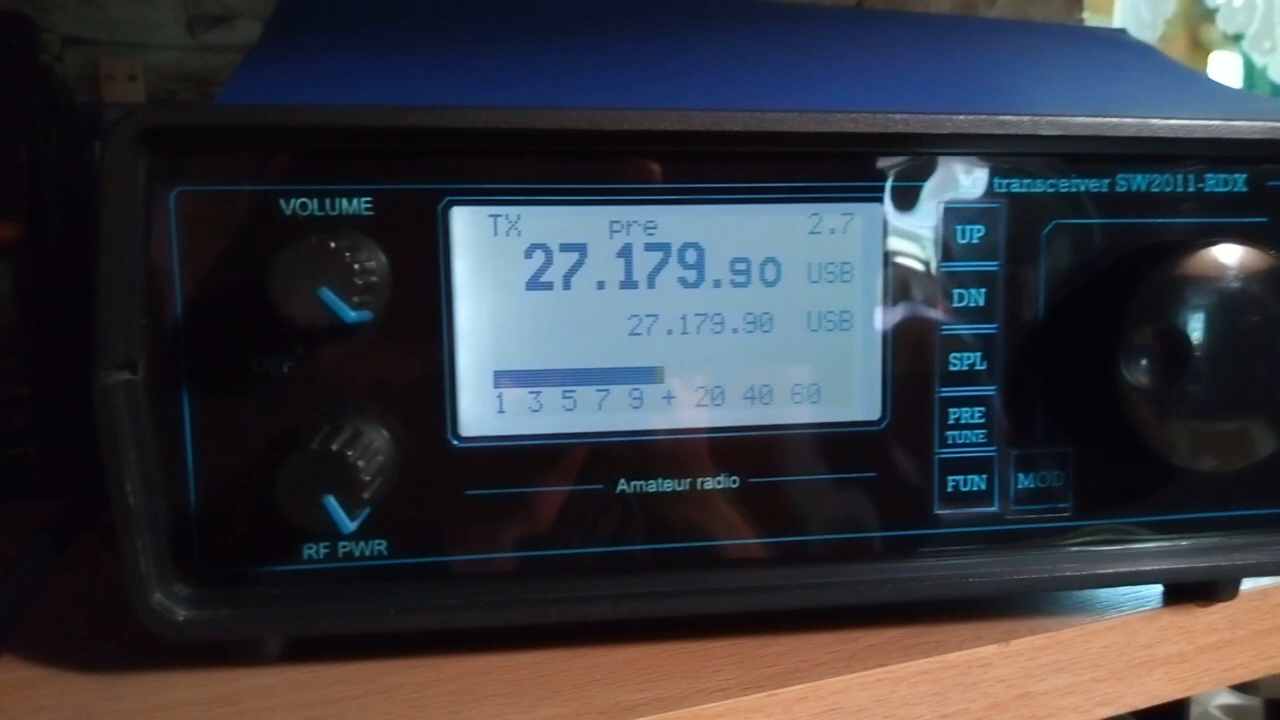 transceiver SW2011-RDX
VOLUME
TX pre 2.7
27.179.90 USB
27.179.90 USB
1 3 5 7 9 + 20 40 60
UP
DN
SPL
PRE
TUNE
FUN
MOD
OFF
Amateur radio
RF PWR